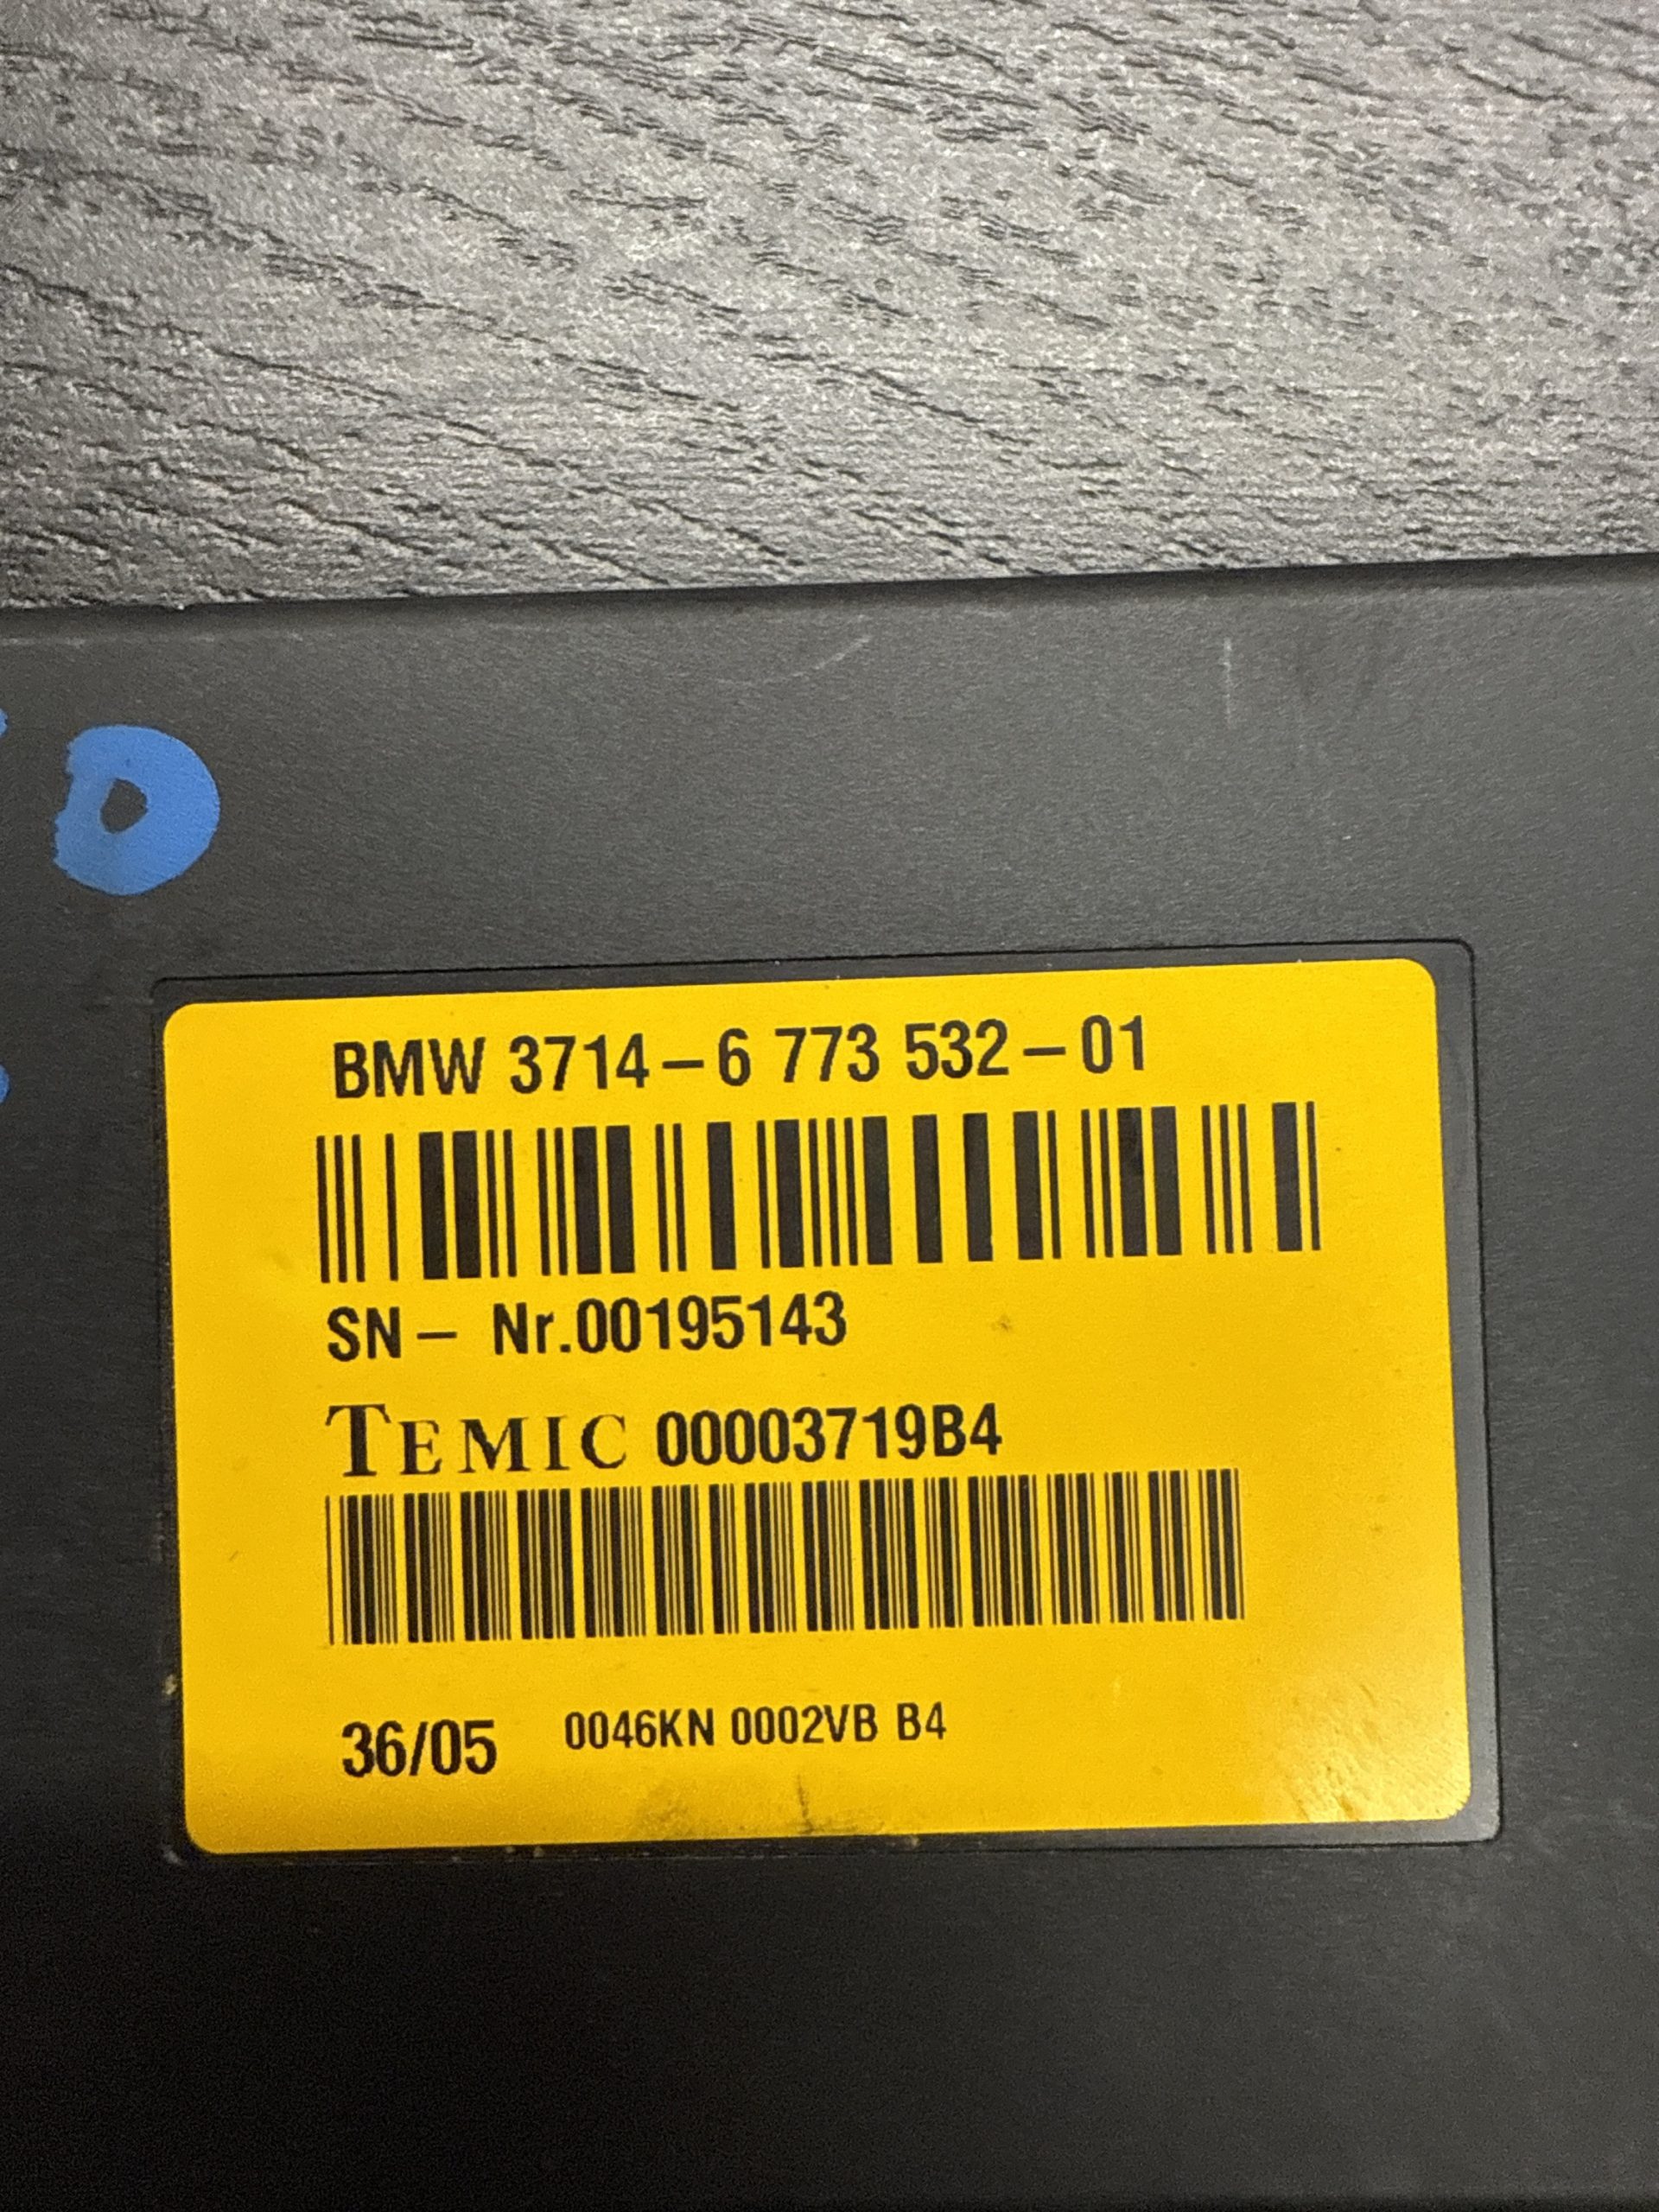 BMW 3714-6 773 532-01
SN- Nr.00195143
TEMIC 00003719B4
36/05 0046KN 0002VB B4